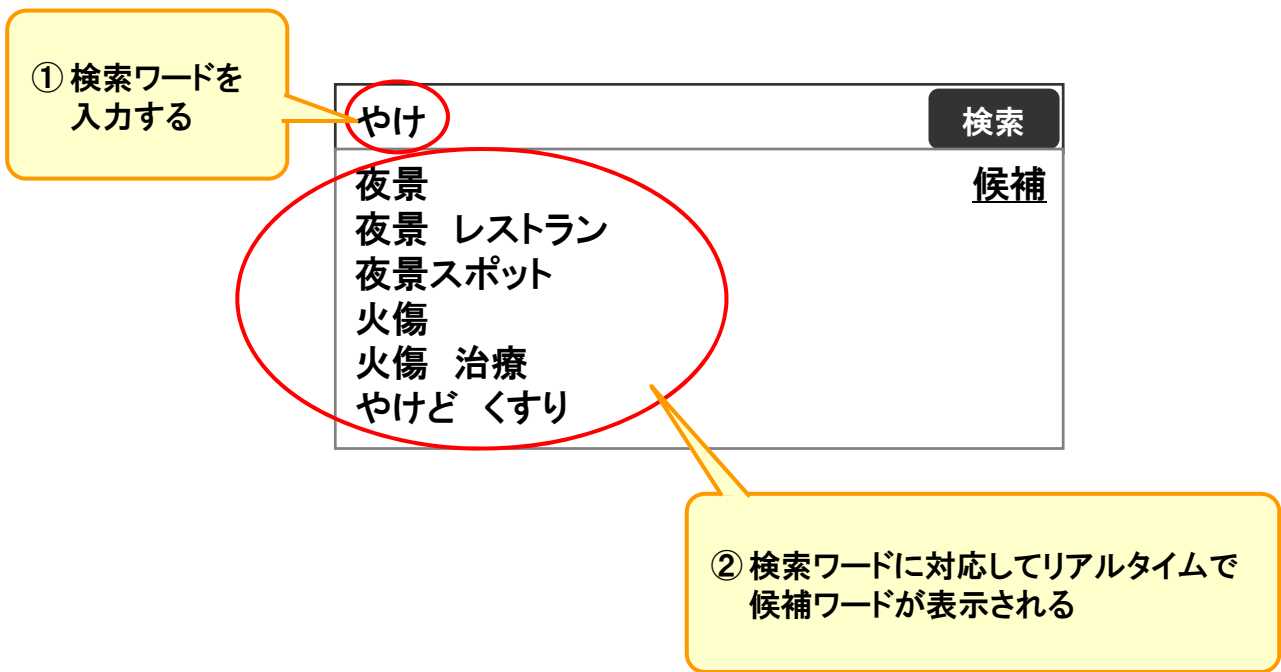 ① 検索ワードを
入力する
やけ
検索
夜景
候補
夜景 レストラン
夜景スポット
火傷
火傷 治療
やけど くすり
② 検索ワードに対応してリアルタイムで
候補ワードが表示される